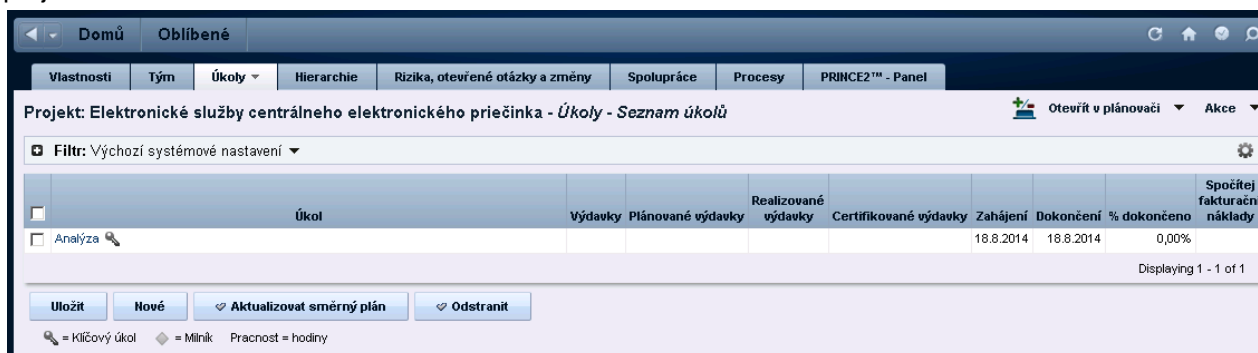 Domů Oblíbené
Vlastnosti Tým Úkoly Hierarchie Rizika, otevřené otázky a změny Spolupráce Procesy PRINCE2™ - Panel
Projekt: Elektronické služby centrálneho elektronického priečinka - Úkoly - Seznam úkolů Otevřít v plánovači Akce
Filtr: Výchozí systémové nastavení
Úkol Výdavky Plánované výdavky Realizované výdavky Certifikované výdavky Zahájení Dokončení % dokončeno Spočítej fakturačn náklady
Analýza 18.8.2014 18.8.2014 0,00%
Displaying 1 - 1 of 1
Uložit Nové Aktualizovat směrný plán Odstranit
= Klíčový úkol = Milník Pracnost = hodiny